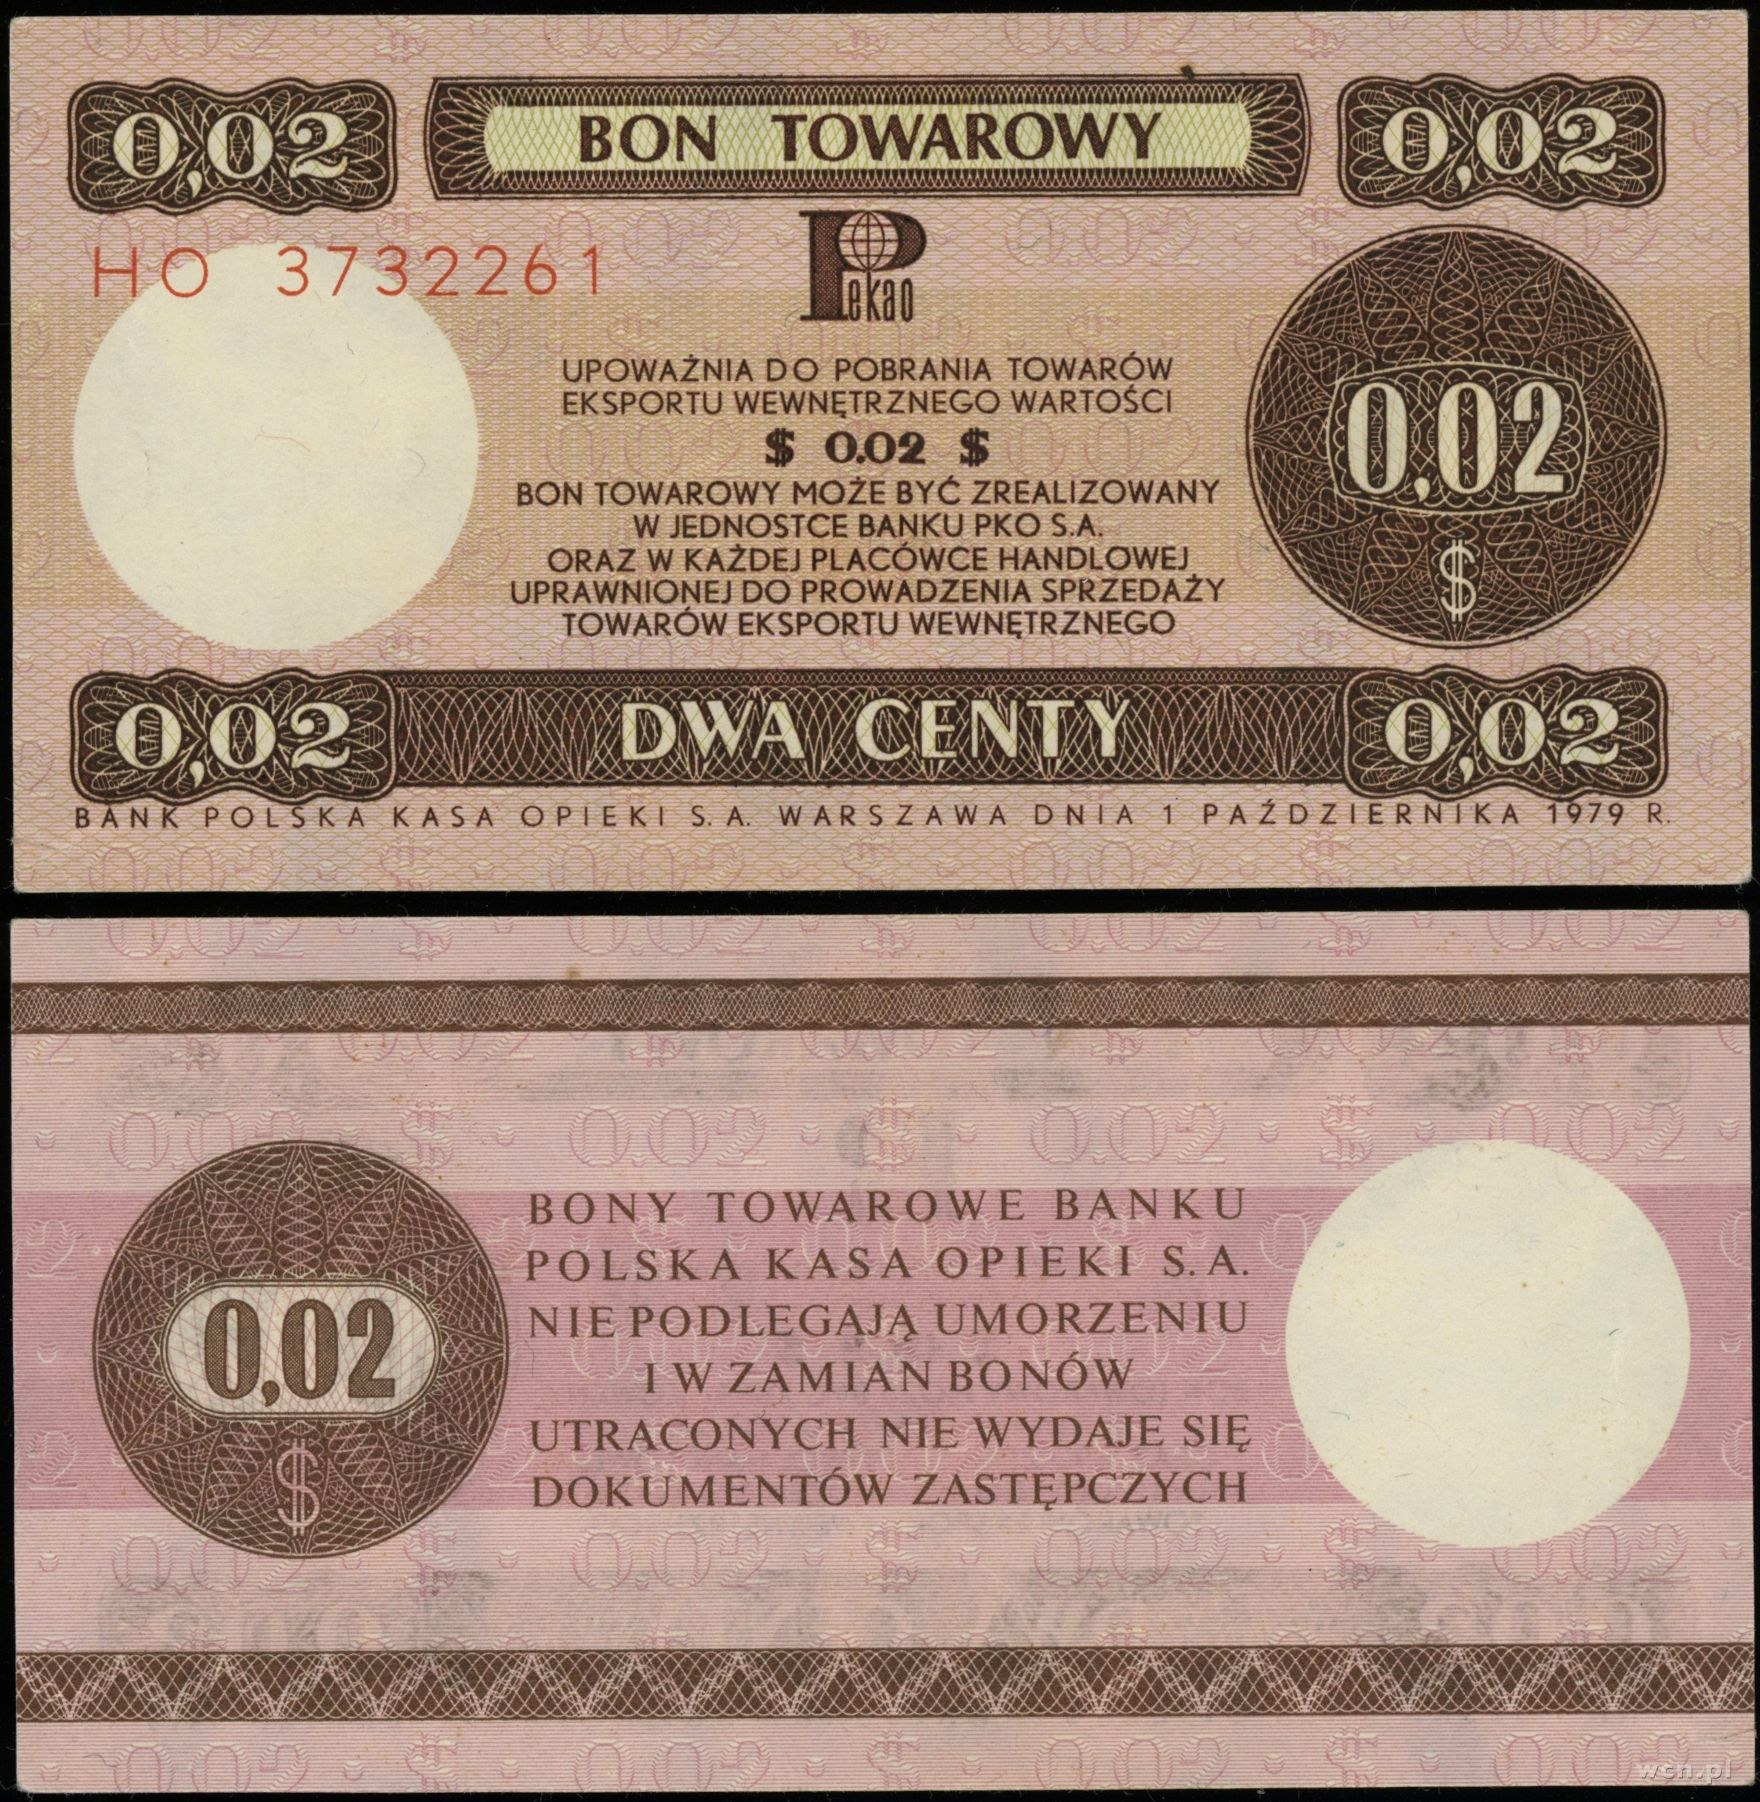 0,02 BON TOWAROWY 0,02
HO 3732261
Pekao
UPOWAŻNIA DO POBRANIA TOWARÓW
EKSPORTU WEWNĘTRZNEGO WARTOŚCI
$ 0.02 $
BON TOWAROWY MOŻE BYĆ ZREALIZOWANY
W JEDNOSTCE BANKU PKO S.A.
ORAZ W KAŻDEJ PLACÓWCE HANDLOWEJ
UPRAWNIONEJ DO PROWADZENIA SPRZEDAŻY
TOWARÓW EKSPORTU WEWNĘTRZNEGO
0,02
$
0,02 DWA CENTY 0,02
BANK POLSKA KASA OPIEKI S.A. WARSZAWA DNIA 1 PAŹDZIERNIKA 1979 R.
0,02
$
BONY TOWAROWE BANKU
POLSKA KASA OPIEKI S.A.
NIE PODLEGAJĄ UMORZENIU
I W ZAMIAN BONÓW
UTRACONYCH NIE WYDAJE SIĘ
DOKUMENTÓW ZASTĘPCZYCH
wcn.pl